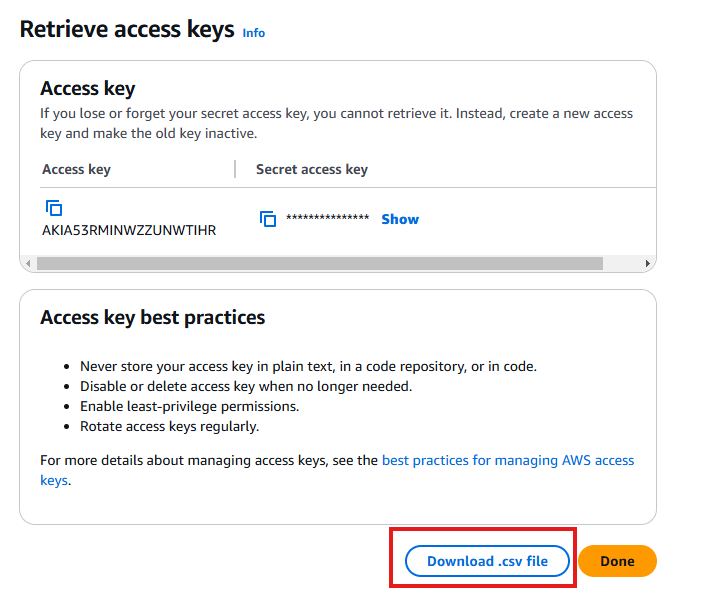 Retrieve access keys Info
Access key
If you lose or forget your secret access key, you cannot retrieve it. Instead, create a new access
key and make the old key inactive.
Access key Secret access key
AKIA53RMINWZZUNWTIHR
*************** Show
Access key best practices
• Never store your access key in plain text, in a code repository, or in code.
• Disable or delete access key when no longer needed.
• Enable least-privilege permissions.
• Rotate access keys regularly.
For more details about managing access keys, see the best practices for managing AWS access
keys.
Download .csv file Done